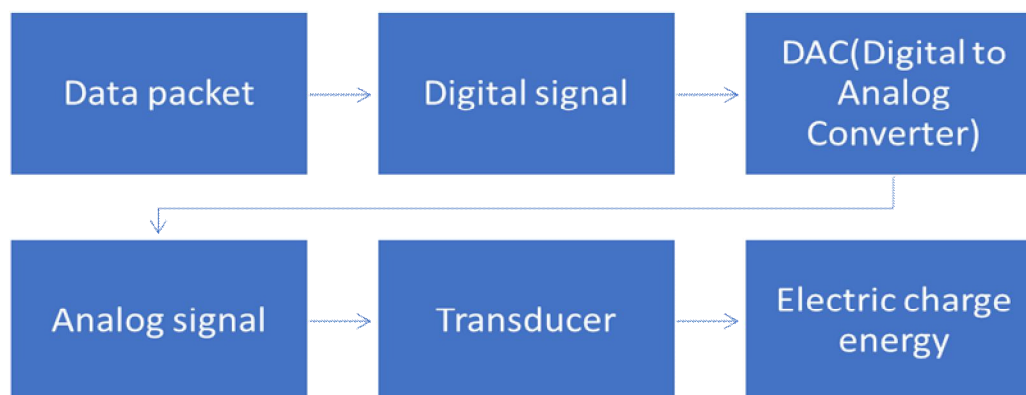 Data packet
Digital signal
DAC(Digital to
Analog
Converter)
Analog signal
Transducer
Electric charge
energy